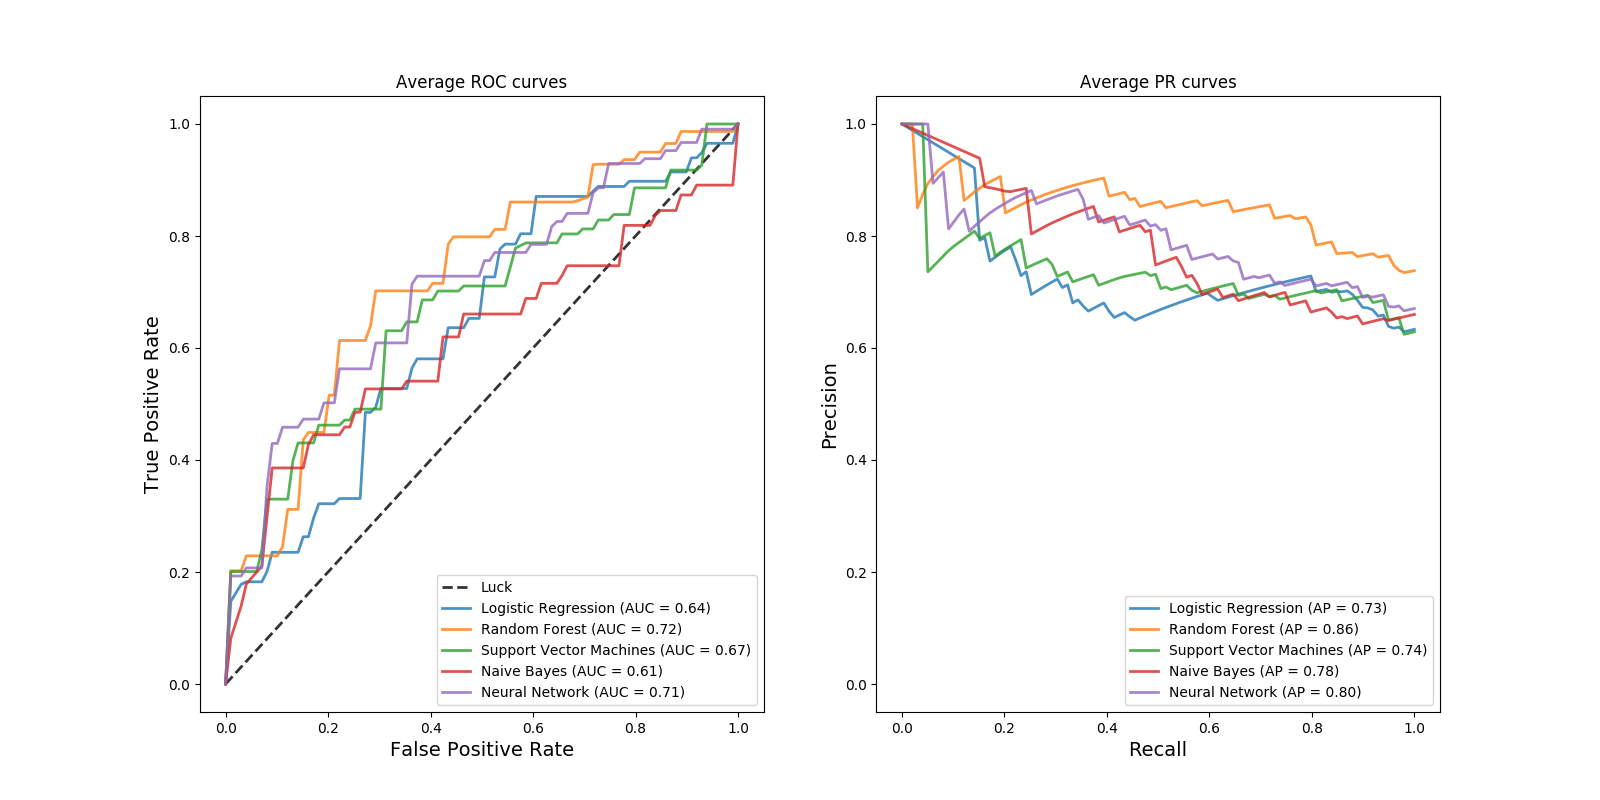 Average ROC curves
True Positive Rate
1.0
0.8
0.6
0.4
0.2
0.0
Luck
Logistic Regression (AUC = 0.64)
Random Forest (AUC = 0.72)
Support Vector Machines (AUC = 0.67)
Naive Bayes (AUC = 0.61)
Neural Network (AUC = 0.71)
0.0 0.2 0.4 0.6 0.8 1.0
False Positive Rate
Average PR curves
Precision
1.0
0.8
0.6
0.4
0.2
0.0
Logistic Regression (AP = 0.73)
Random Forest (AP = 0.86)
Support Vector Machines (AP = 0.74)
Naive Bayes (AP = 0.78)
Neural Network (AP = 0.80)
0.0 0.2 0.4 0.6 0.8 1.0
Recall